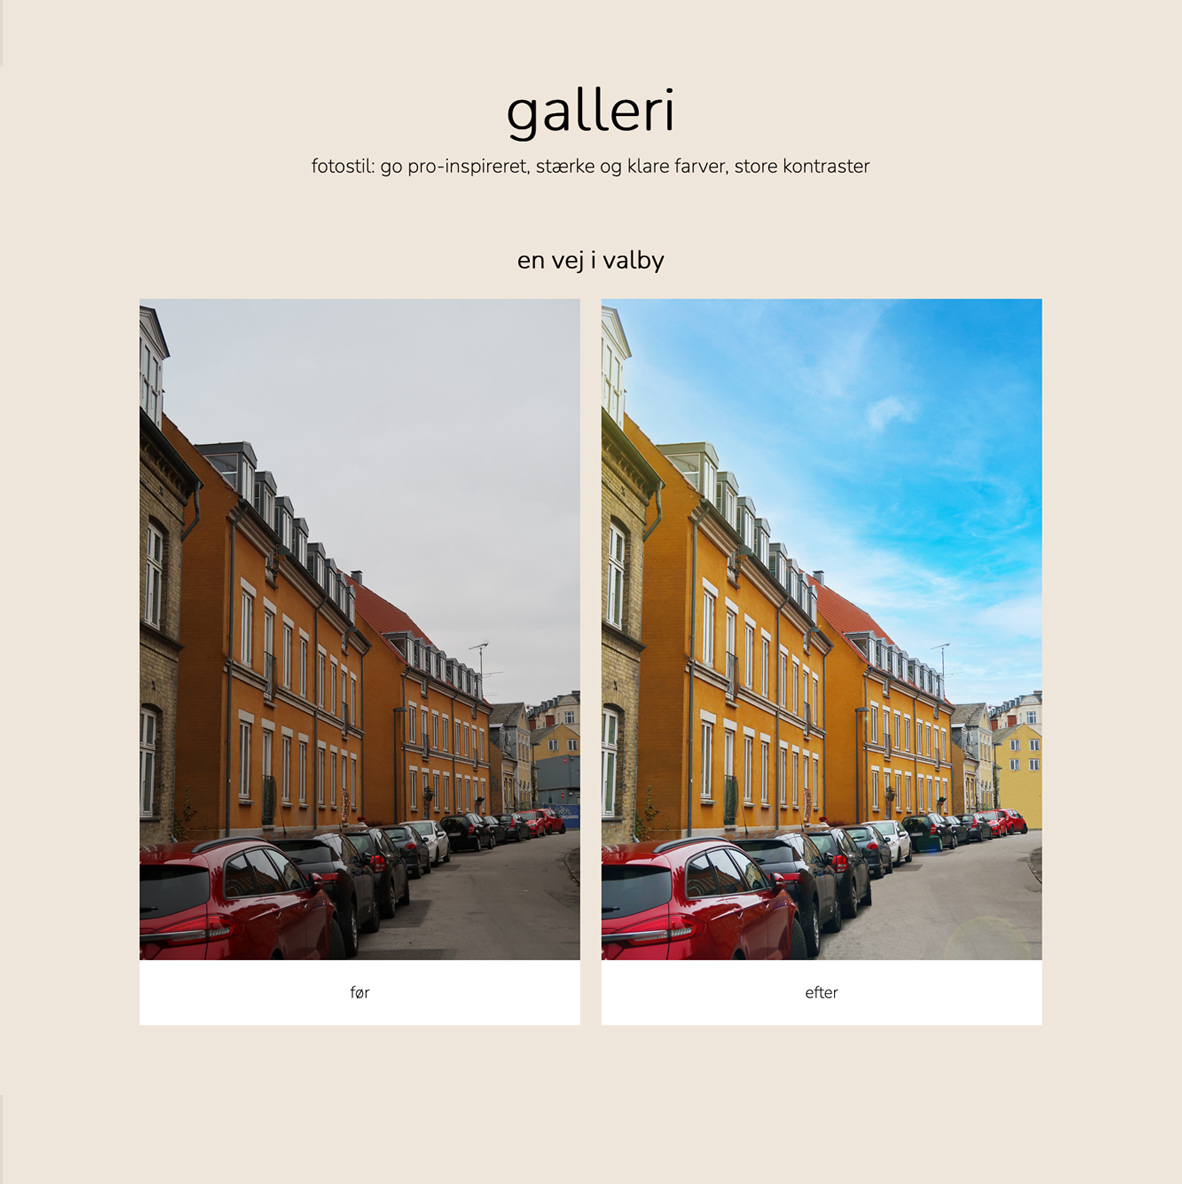 galleri
fotostil: go pro-inspireret, stærke og klare farver, store kontraster
en vej i valby
før
efter